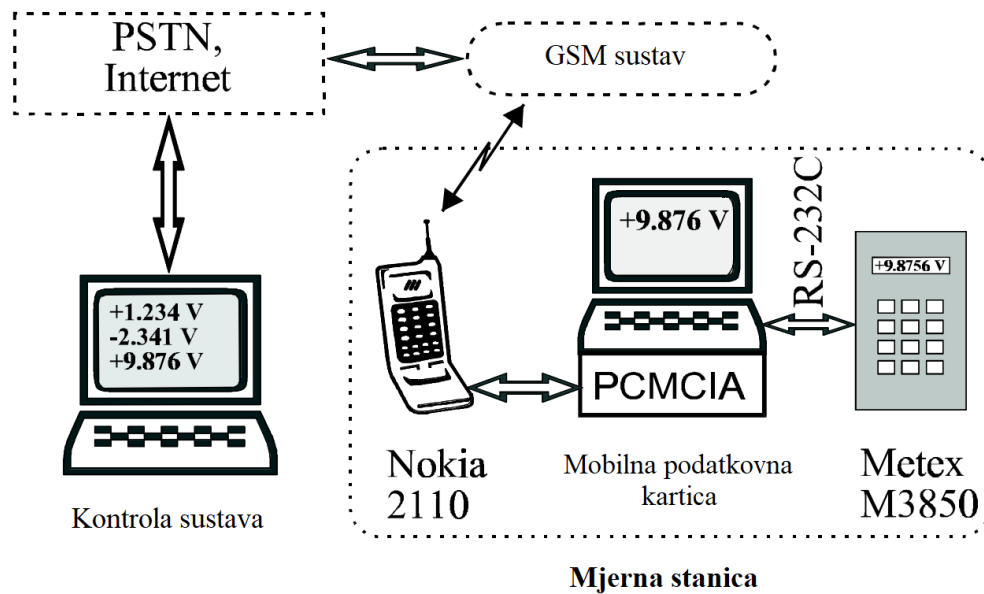 PSTN,
Internet
GSM sustav
+1.234 V
-2.341 V
+9.876 V
Kontrola sustava
+9.876 V
RS-232C
+9.8756 V
PCMCIA
Nokia
2110
Mobilna podatkovna
kartica
Metex
M3850
Mjerna stanica